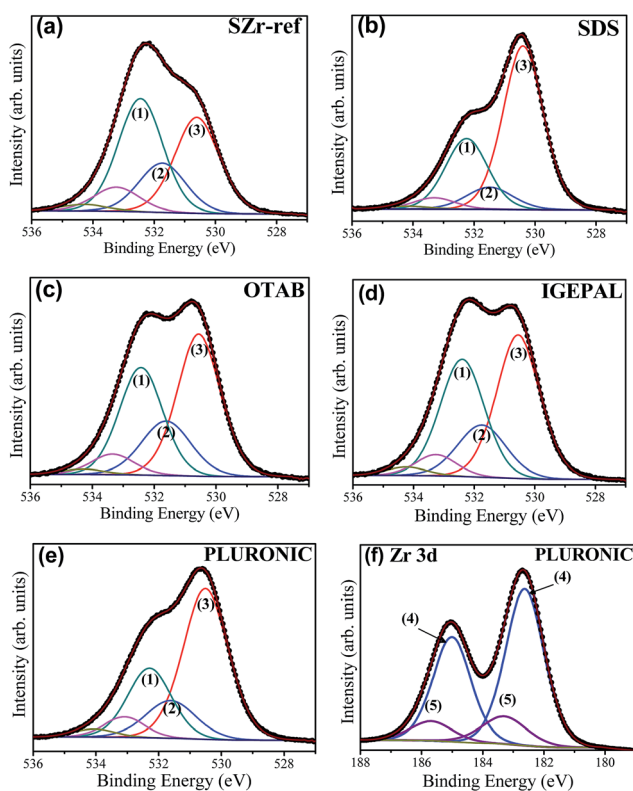 (a) SZr-ref
(1)
(2)
(3)
Intensity (arb. units)
536 534 532 530 528
Binding Energy (eV)
(b) SDS
(3)
(1)
(2)
Intensity (arb. units)
536 534 532 530 528
Binding Energy (eV)
(c) OTAB
(1)
(2)
(3)
Intensity (arb. units)
536 534 532 530 528
Binding Energy (eV)
(d) IGEPAL
(1)
(2)
(3)
Intensity (arb. units)
536 534 532 530 528
Binding Energy (eV)
(e) PLURONIC
(3)
(1)
(2)
Intensity (arb. units)
536 534 532 530 528
Binding Energy (eV)
(f) Zr 3d PLURONIC
(4)
(4)
(5)
(5)
Intensity (arb. units)
188 186 184 182 180
Binding Energy (eV)